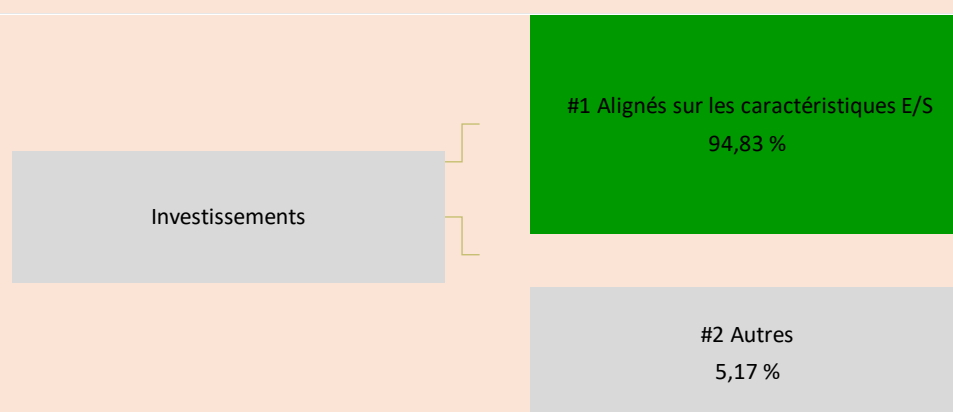 #1 Alignés sur les caractéristiques E/S
94,83 %
Investissements
#2 Autres
5,17 %